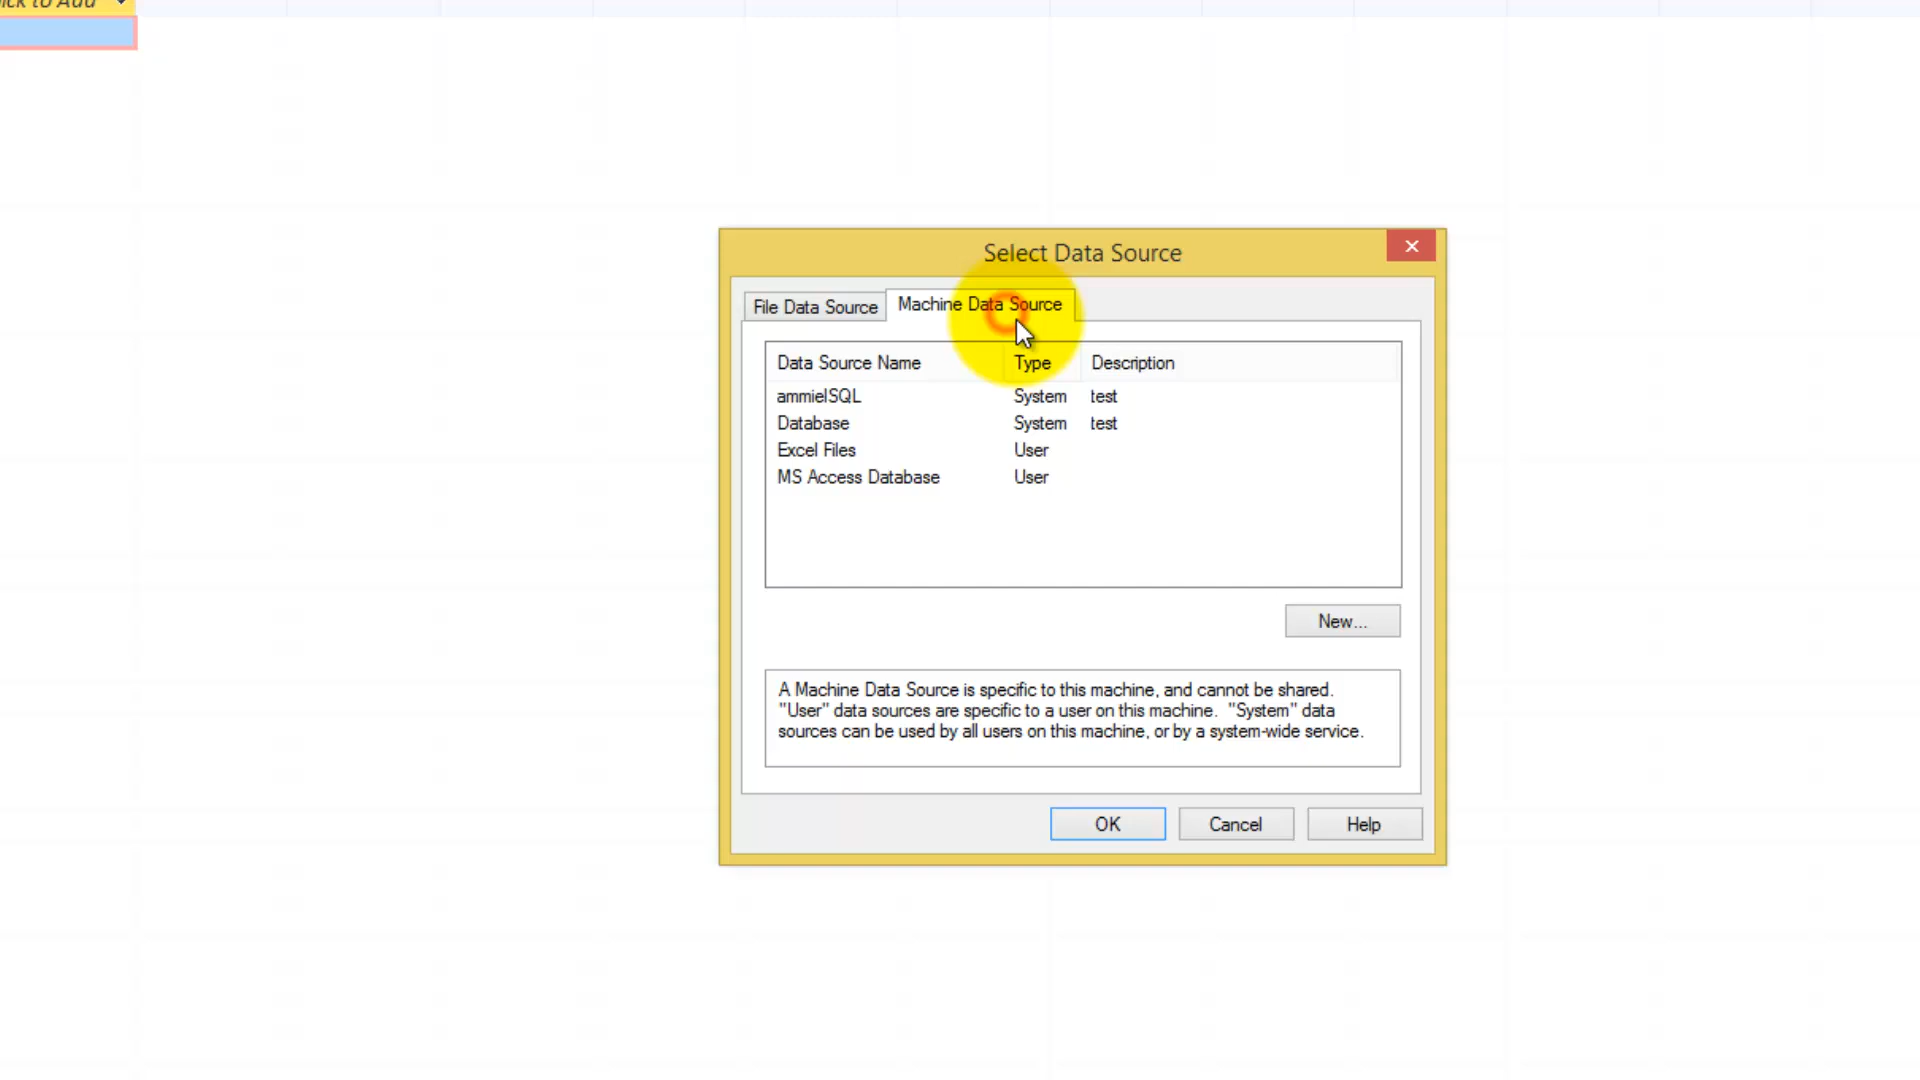 to Add
Select Data Source
File Data Source
Machine Data Source
Data Source Name Type Description
ammielSQL System test
Database System test
Excel Files User
MS Access Database User
New...
A Machine Data Source is specific to this machine, and cannot be shared.
"User" data sources are specific to a user on this machine. "System" data
sources can be used by all users on this machine, or by a system-wide service.
OK Cancel Help